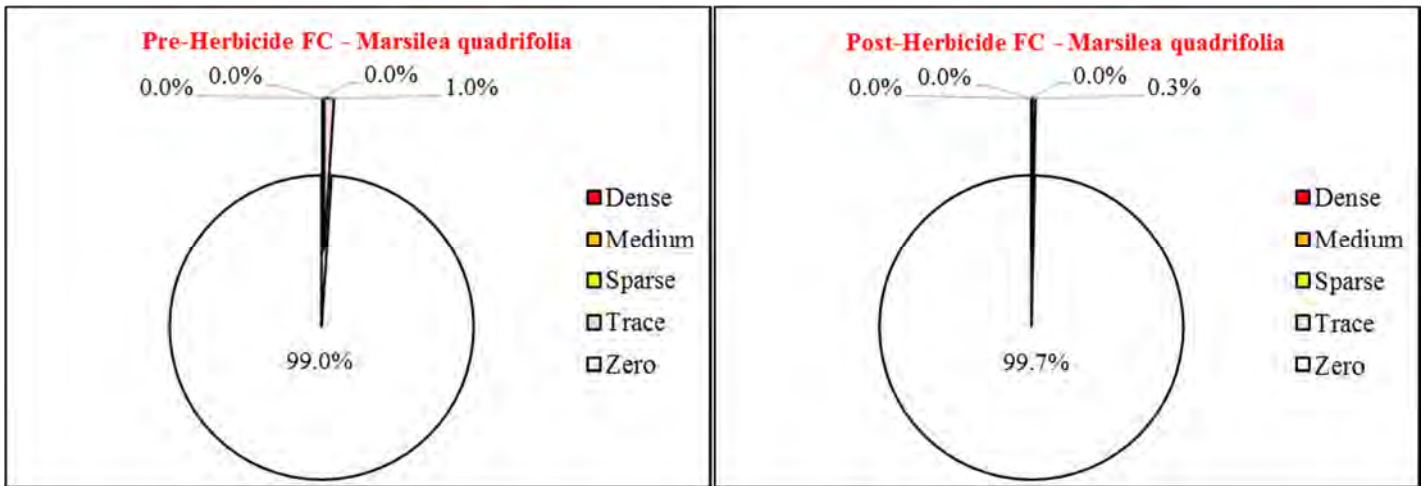 Pre-Herbicide FC - Marsilea quadrifolia
0.0%
0.0%
0.0%
1.0%
99.0%
Dense
Medium
Sparse
Trace
Zero
Post-Herbicide FC - Marsilea quadrifolia
0.0%
0.0%
0.0%
0.3%
99.7%
Dense
Medium
Sparse
Trace
Zero